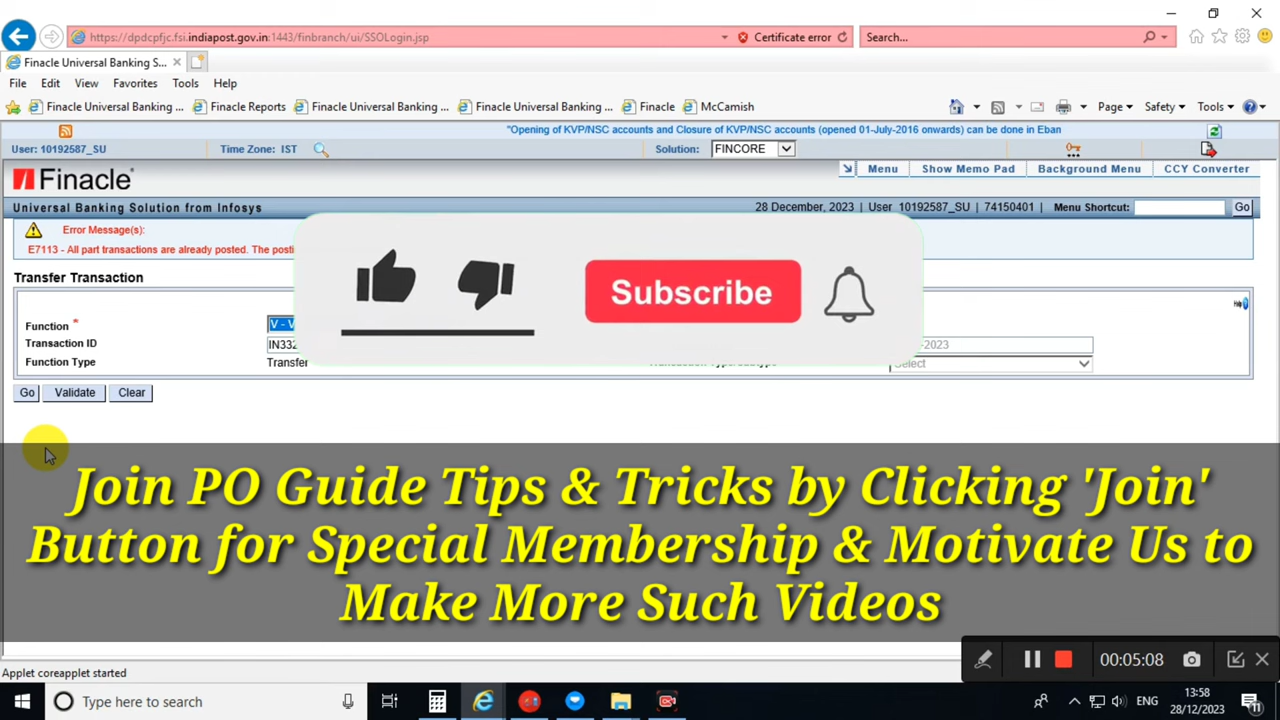 https://dpdcpfjc.fsi.indiapost.gov.in:1443/finbranch/ui/SSOLogin.jsp Certificate error Search...
Finacle Universal Banking S...
File Edit View Favorites Tools Help
Finacle Universal Banking ... Finacle Reports Finacle Universal Banking ... Finacle Universal Banking ... Finacle McCamish Page Safety Tools
"Opening of KVP/NSC accounts and Closure of KVP/NSC accounts (opened 01-July-2016 onwards) can be done in Eban
User: 10192587_SU Time Zone: IST Solution: FINCORE
Finacle Menu Show Memo Pad Background Menu CCY Converter
Universal Banking Solution from Infosys 28 December, 2023 | User 10192587_SU | 74150401 | Menu Shortcut: Go
Error Message(s):
E7113 - All part transactions are already posted. The posti
Transfer Transaction
Subscribe
Function * V - V
Transaction ID IN332 -2023
Function Type Transfer Select
Go Validate Clear
Join PO Guide Tips & Tricks by Clicking 'Join'
Button for Special Membership & Motivate Us to
Make More Such Videos
00:05:08
Applet coreapplet started
Type here to search ENG 13:58
28/12/2023 11